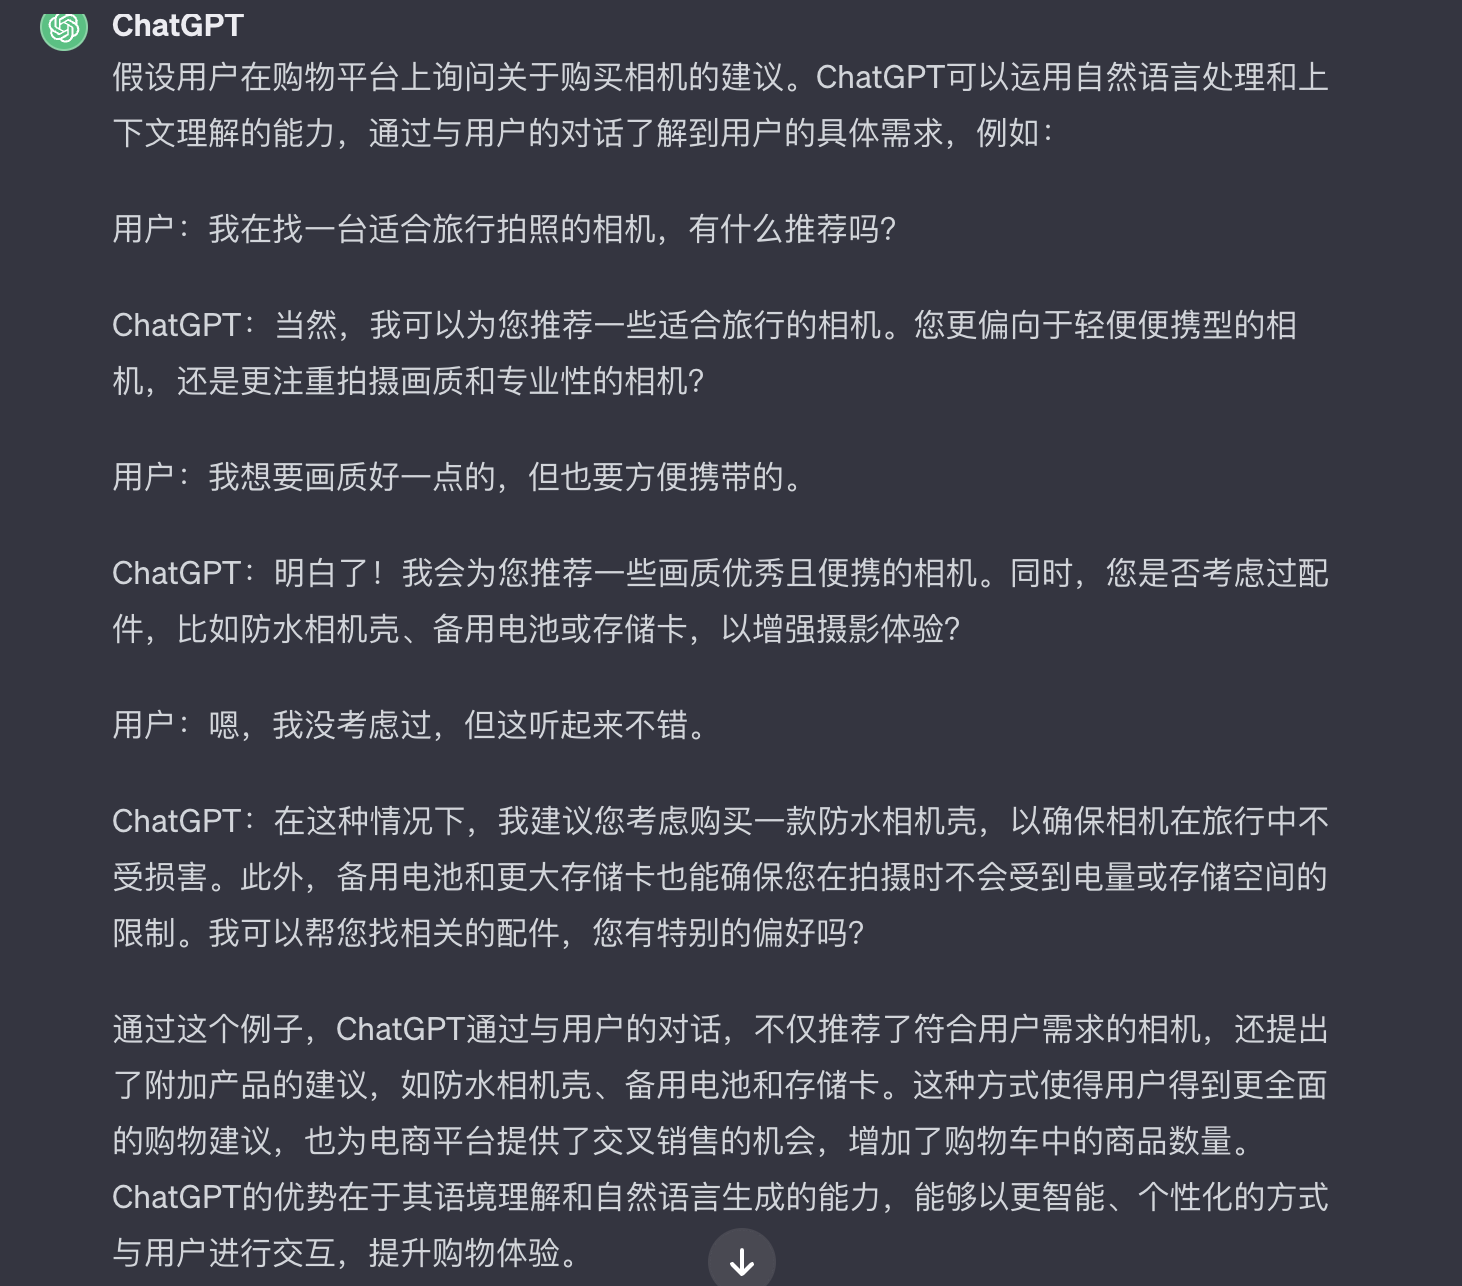 ChatGPT
假设用户在购物平台上询问关于购买相机的建议。ChatGPT可以运用自然语言处理和上
下文理解的能力，通过与用户的对话了解到用户的具体需求，例如：
用户：我在找一台适合旅行拍照的相机，有什么推荐吗？
ChatGPT：当然，我可以为您推荐一些适合旅行的相机。您更偏向于轻便便携型的相
机，还是更注重拍摄画质和专业性的相机？
用户：我想要画质好一点的，但也要方便携带的。
ChatGPT：明白了！我会为您推荐一些画质优秀且便携的相机。同时，您是否考虑过配
件，比如防水相机壳、备用电池或存储卡，以增强摄影体验？
用户：嗯，我没考虑过，但这听起来不错。
ChatGPT：在这种情况下，我建议您考虑购买一款防水相机壳，以确保相机在旅行中不
受损害。此外，备用电池和更大存储卡也能确保您在拍摄时不会受到电量或存储空间的
限制。我可以帮您找相关的配件，您有特别的偏好吗？
通过这个例子，ChatGPT通过与用户的对话，不仅推荐了符合用户需求的相机，还提出
了附加产品的建议，如防水相机壳、备用电池和存储卡。这种方式使得用户得到更全面
的购物建议，也为电商平台提供了交叉销售的机会，增加了购物车中的商品数量。
ChatGPT的优势在于其语境理解和自然语言生成的能力，能够以更智能、个性化的方式
与用户进行交互，提升购物体验。